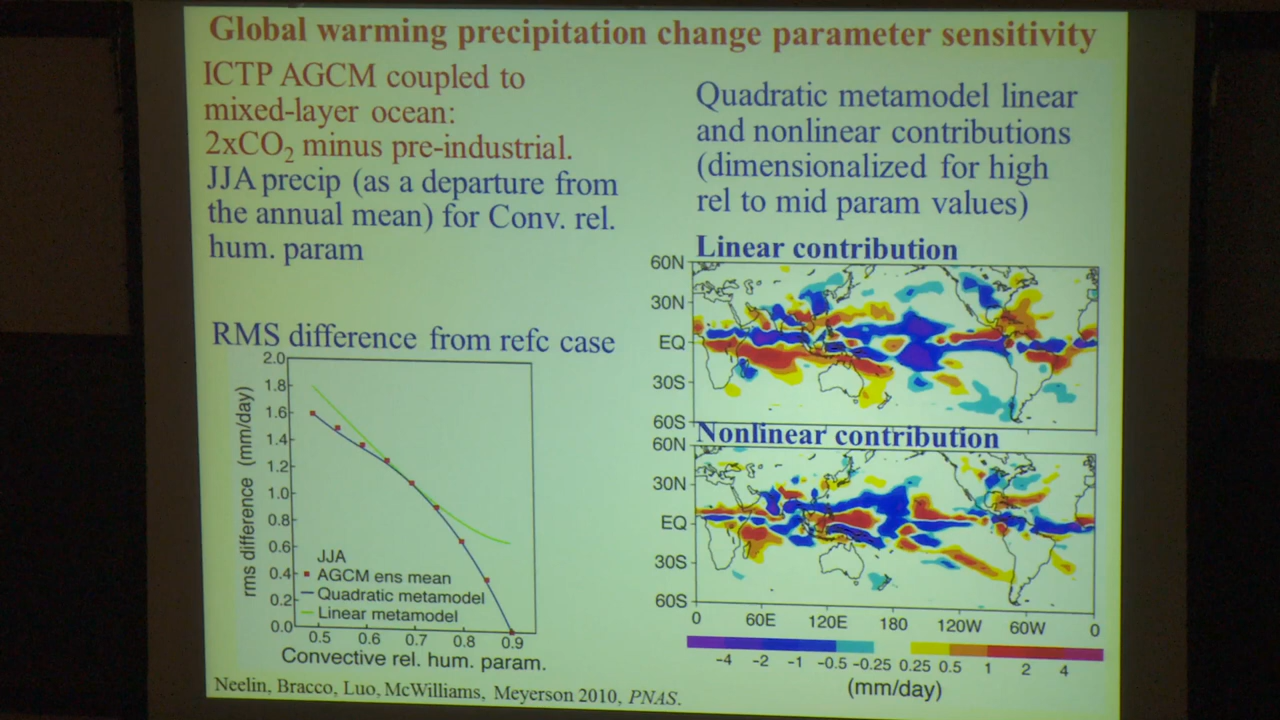 Global warming precipitation change parameter sensitivity
ICTP AGCM coupled to
mixed-layer ocean:
2xCO₂ minus pre-industrial.
JJA precip (as a departure from
the annual mean) for Conv. rel.
hum. param
Quadratic metamodel linear
and nonlinear contributions
(dimensionalized for high
rel to mid param values)
RMS difference from refc case
2.0
1.8
1.6
1.4
1.2
1.0
0.8
0.6
0.4
0.2
0.0
rms difference (mm/day)
JJA
AGCM ens mean
Quadratic metamodel
Linear metamodel
0.5 0.6 0.7 0.8 0.9
Convective rel. hum. param.
Linear contribution
60N
30N
EQ
30S
60S
Nonlinear contribution
60N
30N
EQ
30S
60S
0 60E 120E 180 120W 60W 0
-4 -2 -1 -0.5 -0.25 0.25 0.5 1 2 4
(mm/day)
Neelin, Bracco, Luo, McWilliams, Meyerson 2010, PNAS.